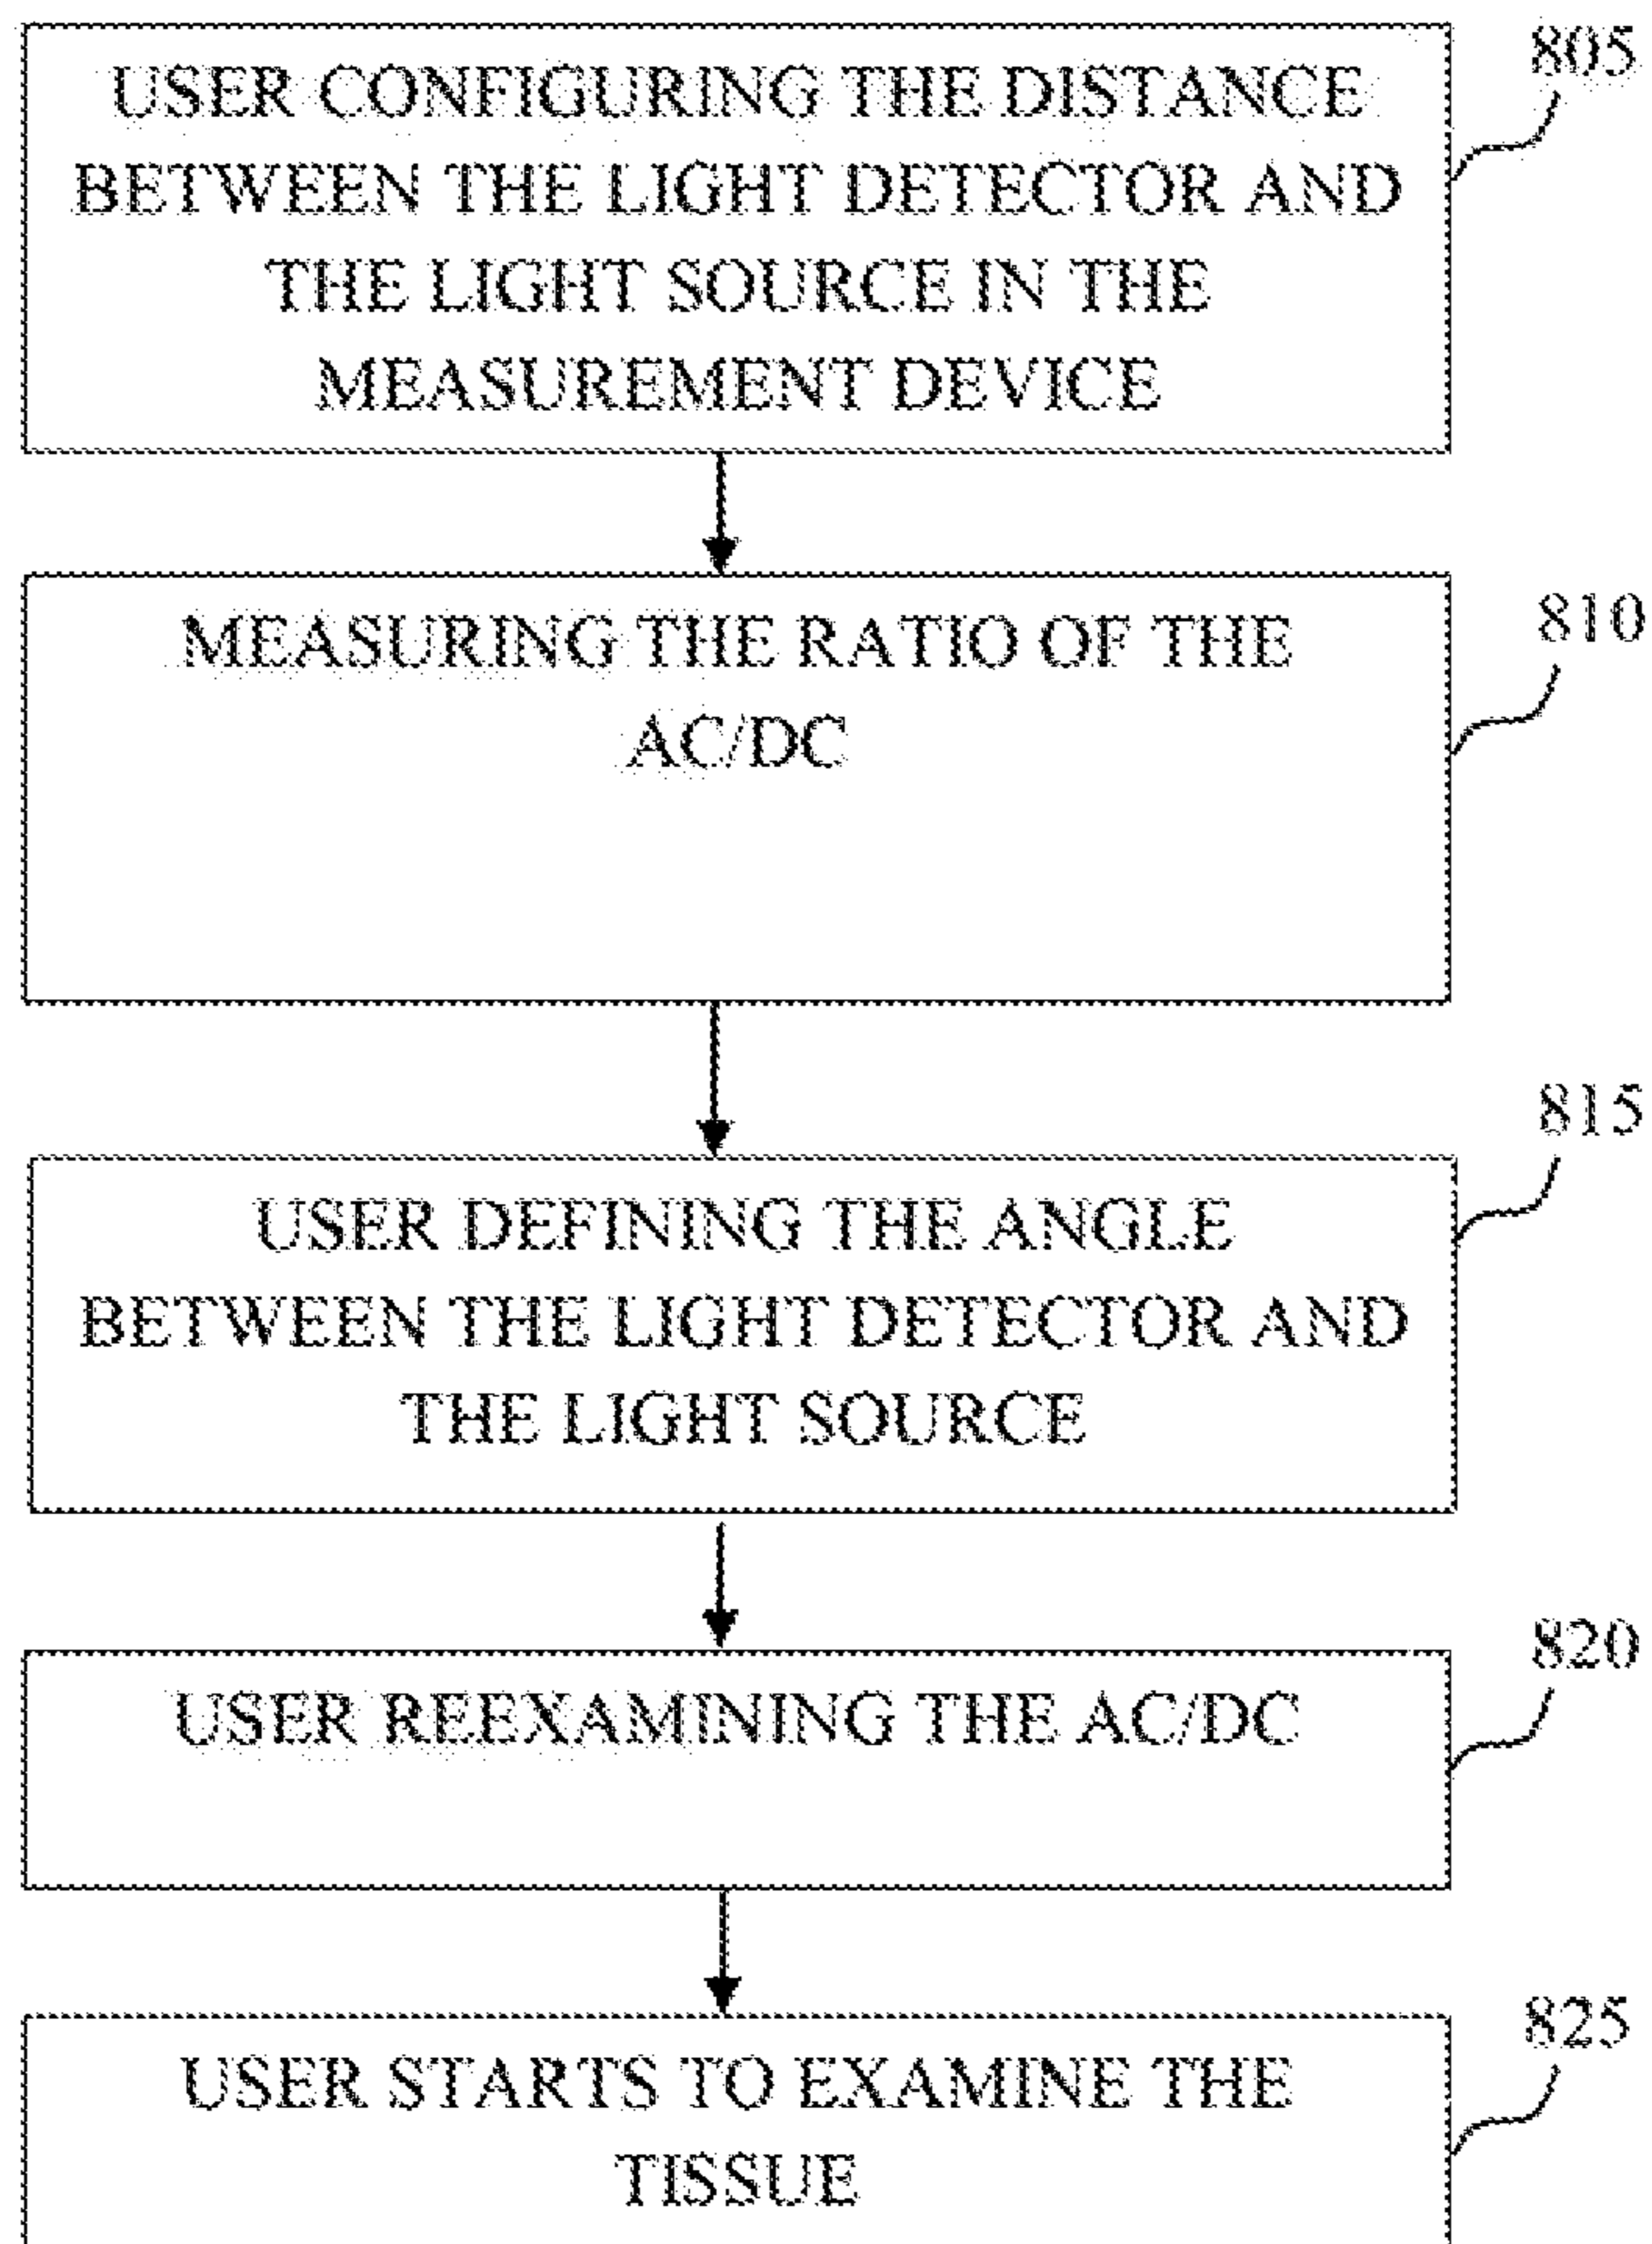 805
USER CONFIGURING THE DISTANCE
BETWEEN THE LIGHT DETECTOR AND
THE LIGHT SOURCE IN THE
MEASUREMENT DEVICE
810
MEASURING THE RATIO OF THE
AC/DC
815
USER DEFINING THE ANGLE
BETWEEN THE LIGHT DETECTOR AND
THE LIGHT SOURCE
820
USER REEXAMINING THE AC/DC
825
USER STARTS TO EXAMINE THE
TISSUE